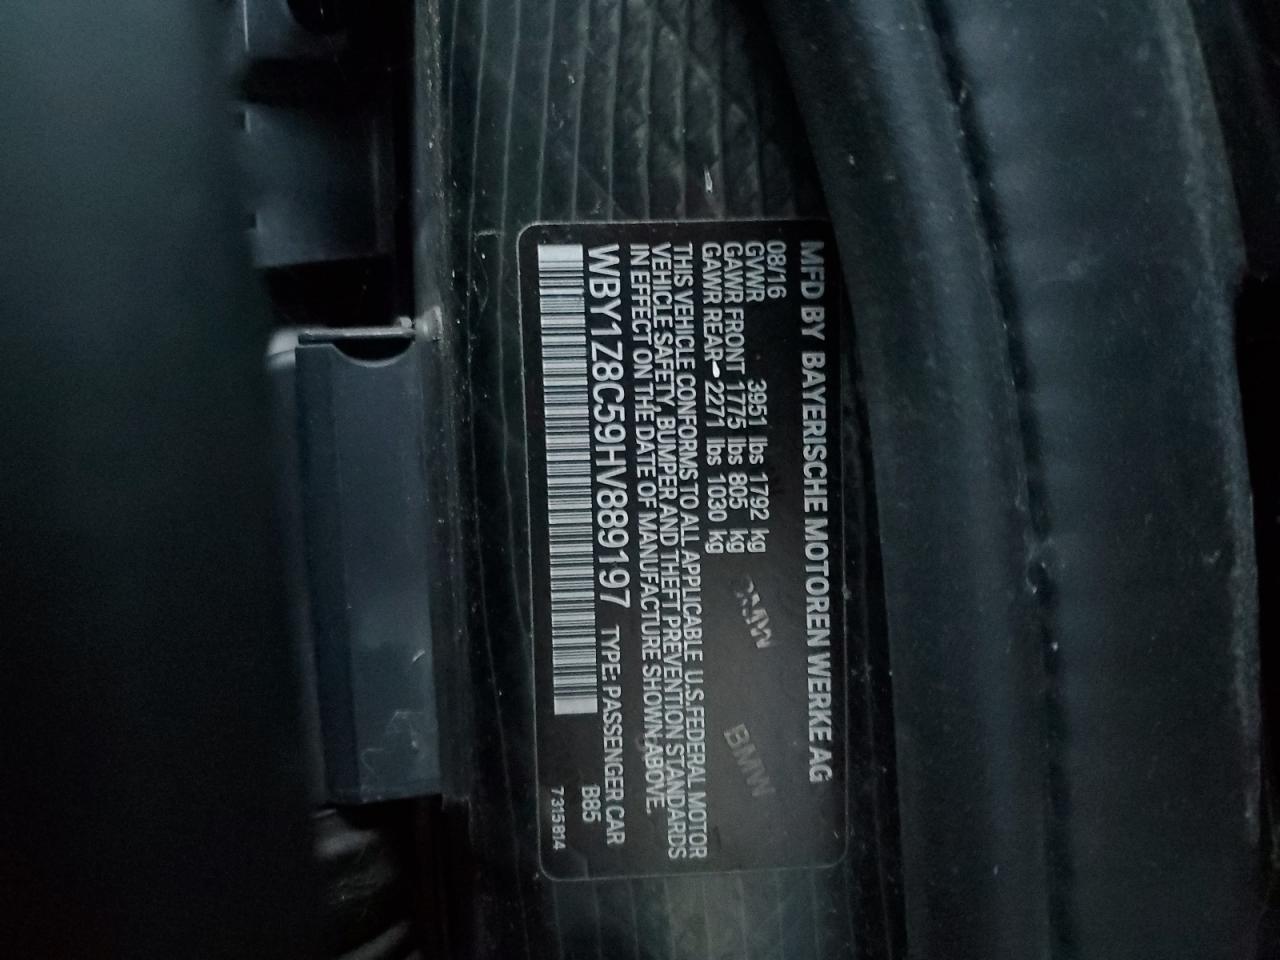 MFD BY BAYERISCHE MOTOREN WERKE AG
08/16
GVWR 3951 lbs 1792 kg
GAWR FRONT 1775 lbs 805 kg
GAWR REAR 2271 lbs 1030 kg
BMW BMW
THIS VEHICLE CONFORMS TO ALL APPLICABLE U.S.FEDERAL MOTOR
VEHICLE SAFETY, BUMPER AND THEFT PREVENTION STANDARDS
IN EFFECT ON THE DATE OF MANUFACTURE SHOWN ABOVE.
WBY1Z8C59HV889197 TYPE: PASSENGER CAR
B85
7315814